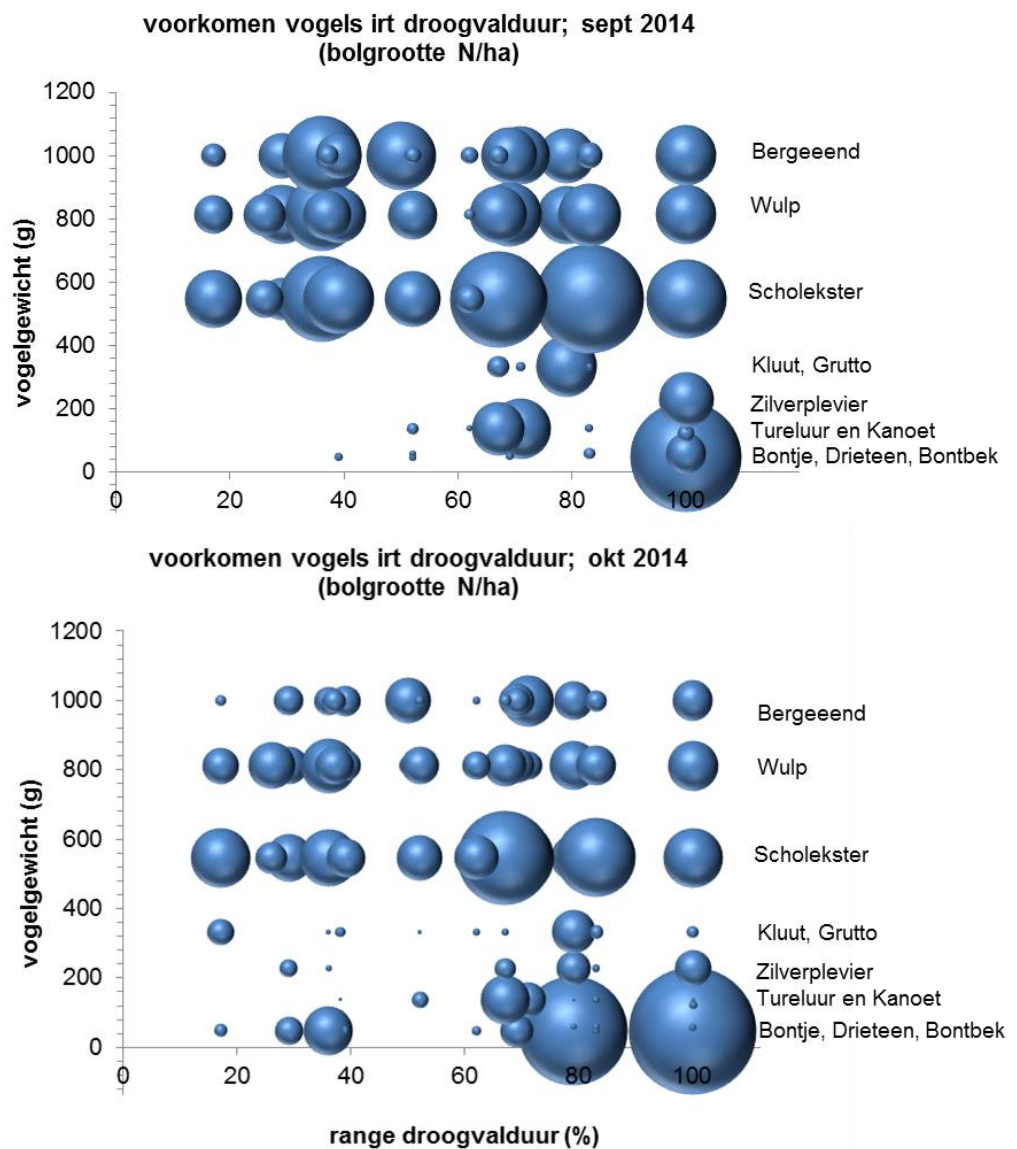 voorkomen vogels irt droogvalduur; sept 2014
(bolgrootte N/ha)
vogelgewicht (g)
1200
1000
800
600
400
200
0
0 20 40 60 80 100
Bergeeend
Wulp
Scholekster
Kluut, Grutto
Zilverplevier
Tureluur en Kanoet
Bontje, Drieteen, Bontbek
voorkomen vogels irt droogvalduur; okt 2014
(bolgrootte N/ha)
vogelgewicht (g)
1200
1000
800
600
400
200
0
0 20 40 60 80 100
Bergeeend
Wulp
Scholekster
Kluut, Grutto
Zilverplevier
Tureluur en Kanoet
Bontje, Drieteen, Bontbek
range droogvalduur (%)